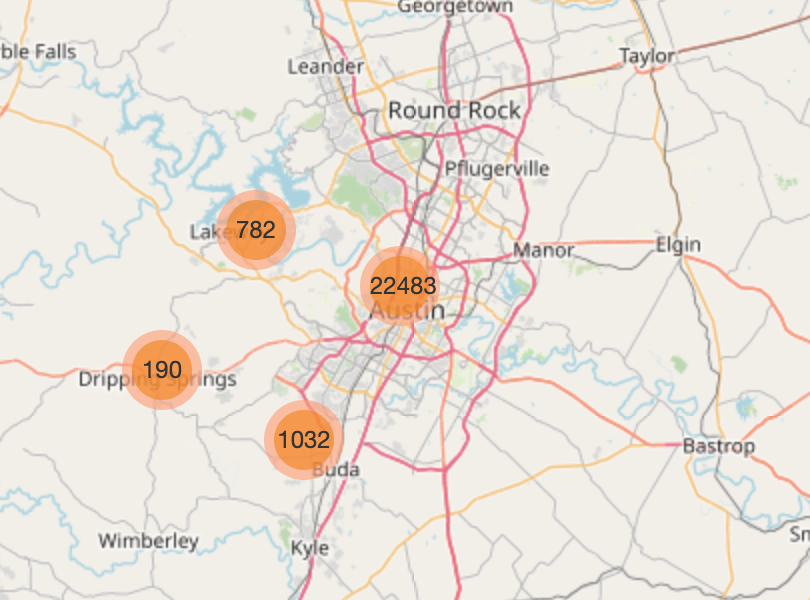 Georgetown
ble Falls
Taylor
Leander
Round Rock
Pflugerville
782
Manor
Elgin
22483
Austin
190
Dripping Springs
1032
Bastrop
Buda
Wimberley
Kyle
Sm